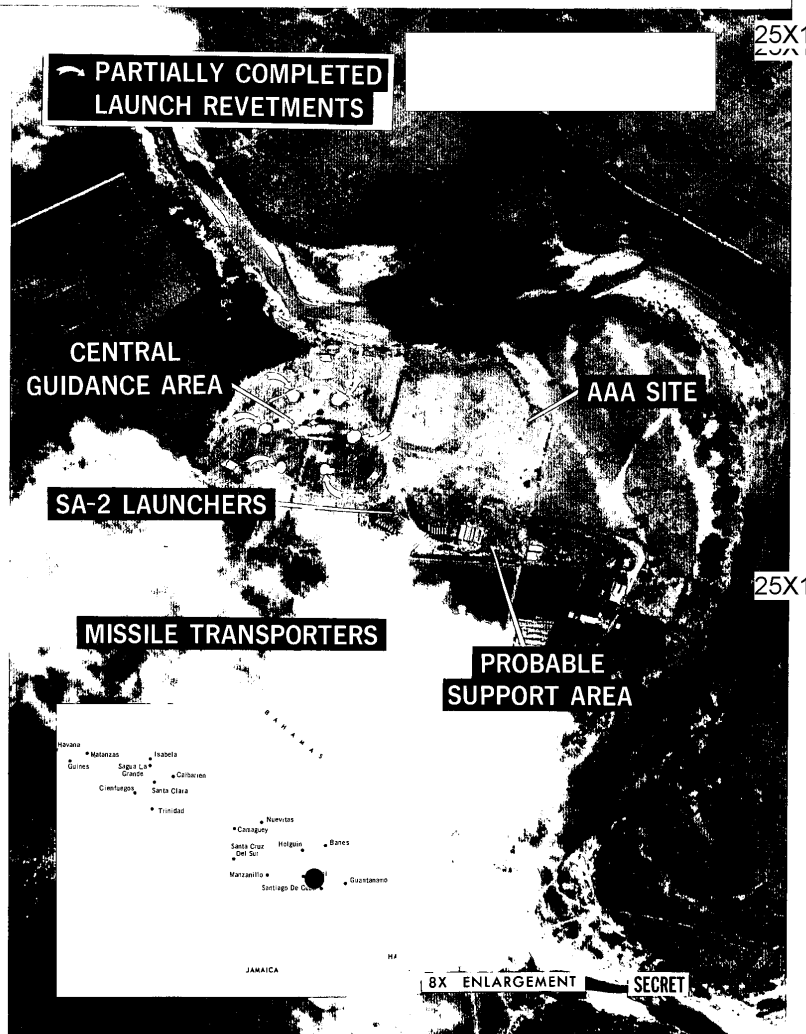 25X1
25X1
PARTIALLY COMPLETED
LAUNCH REVETMENTS
CENTRAL
GUIDANCE AREA
AAA SITE
SA-2 LAUNCHERS
25X1
MISSILE TRANSPORTERS
PROBABLE
SUPPORT AREA
BAHAMAS
Havana
Matanzas
Isabela
Guines
Sagua La
Grande
Caibarien
Cienfuegos
Santa Clara
Trinidad
Nuevitas
Camaguey
Santa Cruz
Del Sur
Holguin
Banes
Manzanillo
Guantanamo
Santiago De
JAMAICA
8X ENLARGEMENT
SECRET